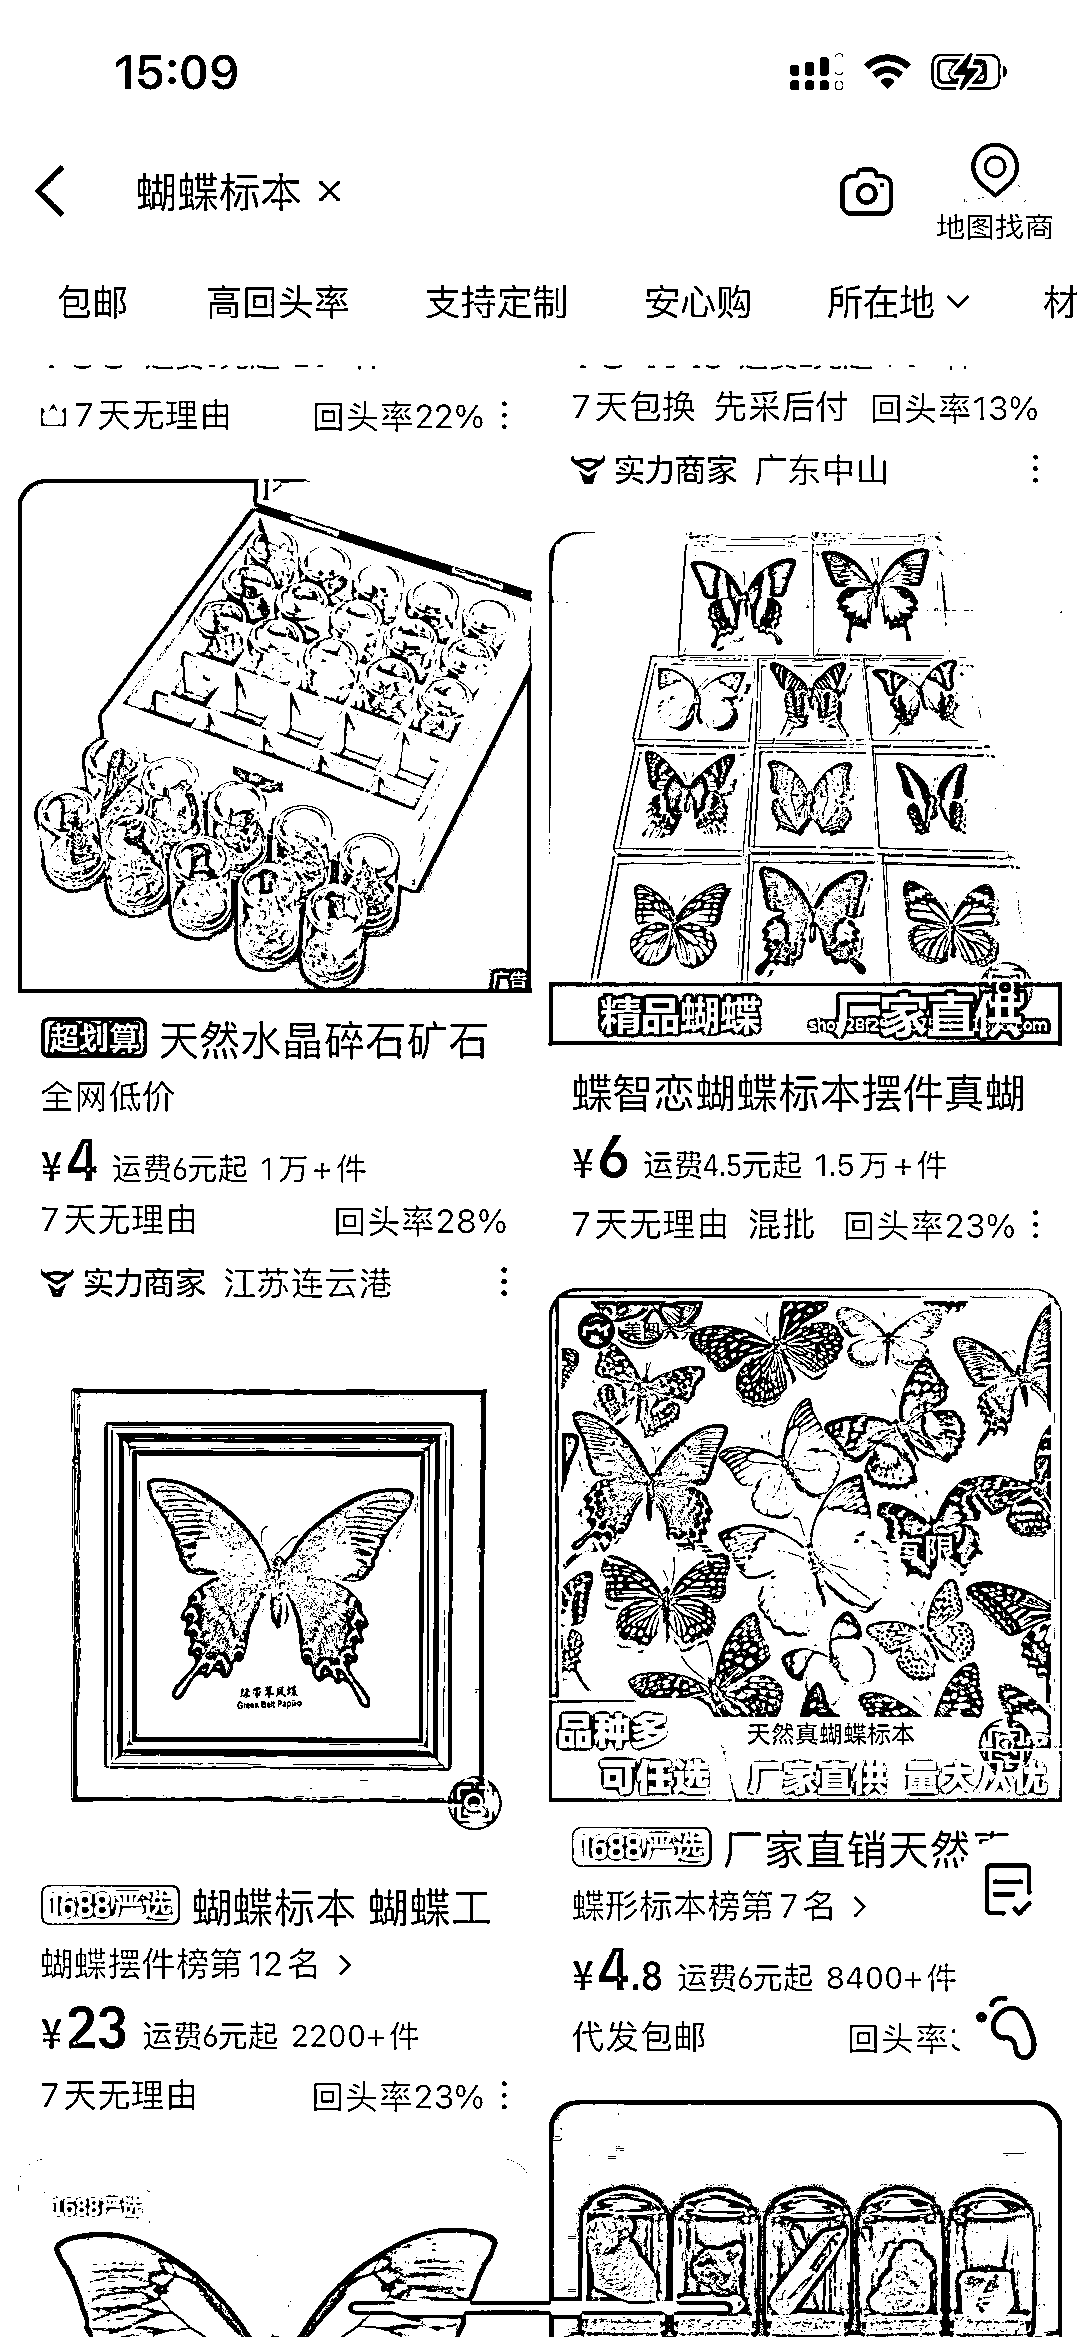 15:09
蝴蝶标本 ×
地图找商
包邮 高回头率 支持定制 安心购 所在地 材
7天无理由 回头率22%
7天包换 先采后付 回头率13%
实力商家 广东中山
广告
超划算 天然水晶碎石矿石
全网低价
¥4 运费6元起 1万+件
7天无理由 回头率28%
实力商家 江苏连云港
精品蝴蝶 厂家直供
蝶智恋蝴蝶标本摆件真蝴
¥6 运费4.5元起 1.5万+件
7天无理由 混批 回头率23%
Green Belt Papilio
1688严选 蝴蝶标本 蝴蝶工
蝴蝶摆件榜第12名
¥23 运费6元起 2200+件
7天无理由 回头率23%
品种多 天然真蝴蝶标本
可任选 厂家直供 量大从优
1688严选 厂家直销天然
蝶形标本榜第7名
¥4.8 运费6元起 8400+件
代发包邮 回头率
1688严选